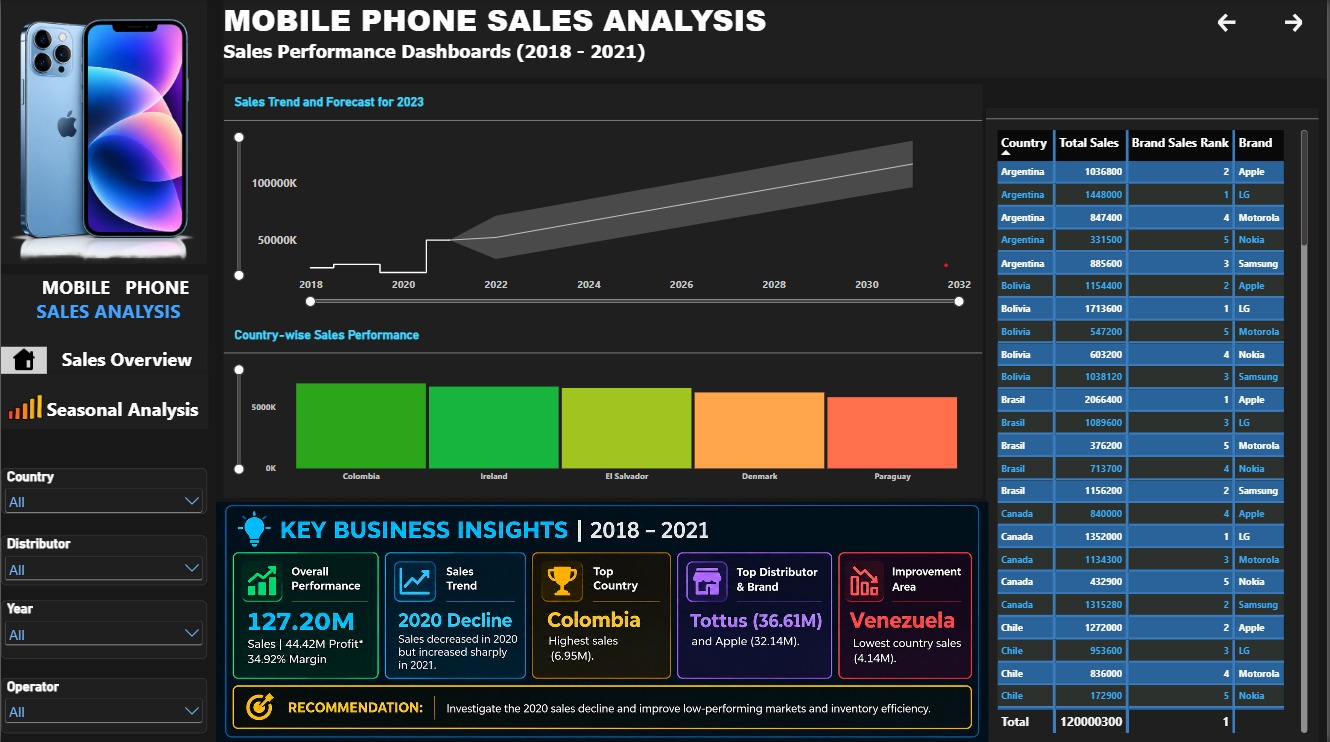 MOBILE PHONE SALES ANALYSIS
Sales Performance Dashboards (2018 - 2021)
MOBILE PHONE
SALES ANALYSIS
Sales Overview
Seasonal Analysis
Country
All
Distributor
All
Year
All
Operator
All
Sales Trend and Forecast for 2023
100000K
50000K
2018 2020 2022 2024 2026 2028 2030 2032
Country-wise Sales Performance
5000K
0K
Colombia Ireland El Salvador Denmark Paraguay
KEY BUSINESS INSIGHTS | 2018 – 2021
Overall
Performance
127.20M
Sales | 44.42M Profit*
34.92% Margin
Sales
Trend
2020 Decline
Sales decreased in 2020
but increased sharply
in 2021.
Top
Country
Colombia
Highest sales
(6.95M).
Top Distributor
& Brand
Tottus (36.61M)
and Apple (32.14M).
Improvement
Area
Venezuela
Lowest country sales
(4.14M).
RECOMMENDATION: Investigate the 2020 sales decline and improve low-performing markets and inventory efficiency.
Country Total Sales Brand Sales Rank Brand
Argentina 1036800 2 Apple
Argentina 1448000 1 LG
Argentina 847400 4 Motorola
Argentina 331500 5 Nokia
Argentina 885600 3 Samsung
Bolivia 1154400 2 Apple
Bolivia 1713600 1 LG
Bolivia 547200 5 Motorola
Bolivia 603200 4 Nokia
Bolivia 1038120 3 Samsung
Brasil 2066400 1 Apple
Brasil 1089600 3 LG
Brasil 376200 5 Motorola
Brasil 713700 4 Nokia
Brasil 1156200 2 Samsung
Canada 840000 4 Apple
Canada 1352000 1 LG
Canada 1134300 3 Motorola
Canada 432900 5 Nokia
Canada 1315280 2 Samsung
Chile 1272000 2 Apple
Chile 953600 3 LG
Chile 836000 4 Motorola
Chile 172900 5 Nokia
Total 120000300 1